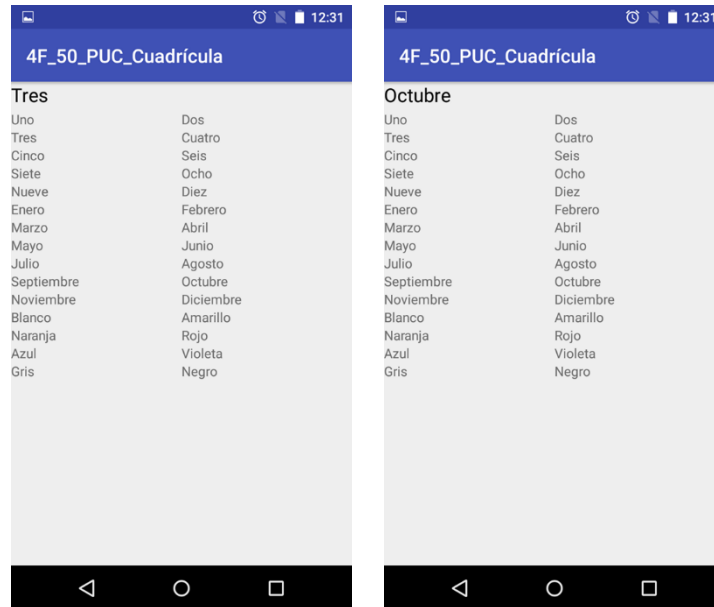 12:31
4F_50_PUC_Cuadrícula
Tres
Uno Dos
Tres Cuatro
Cinco Seis
Siete Ocho
Nueve Diez
Enero Febrero
Marzo Abril
Mayo Junio
Julio Agosto
Septiembre Octubre
Noviembre Diciembre
Blanco Amarillo
Naranja Rojo
Azul Violeta
Gris Negro
12:31
4F_50_PUC_Cuadrícula
Octubre
Uno Dos
Tres Cuatro
Cinco Seis
Siete Ocho
Nueve Diez
Enero Febrero
Marzo Abril
Mayo Junio
Julio Agosto
Septiembre Octubre
Noviembre Diciembre
Blanco Amarillo
Naranja Rojo
Azul Violeta
Gris Negro